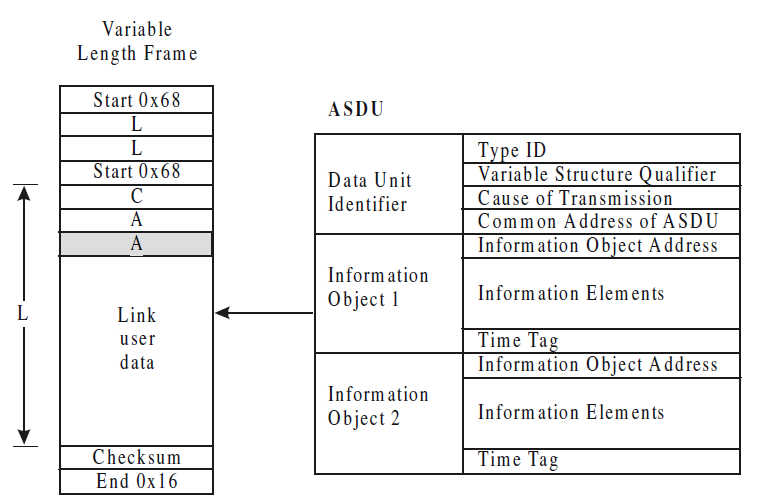 Variable
Length Frame
Start 0x68
L
L
Start 0x68
C
A
A
L
Link
user
data
Checksum
End 0x16
ASDU
Data Unit
Identifier
Type ID
Variable Structure Qualifier
Cause of Transmission
Common Address of ASDU
Information
Object 1
Information Object Address
Information Elements
Time Tag
Information
Object 2
Information Object Address
Information Elements
Time Tag